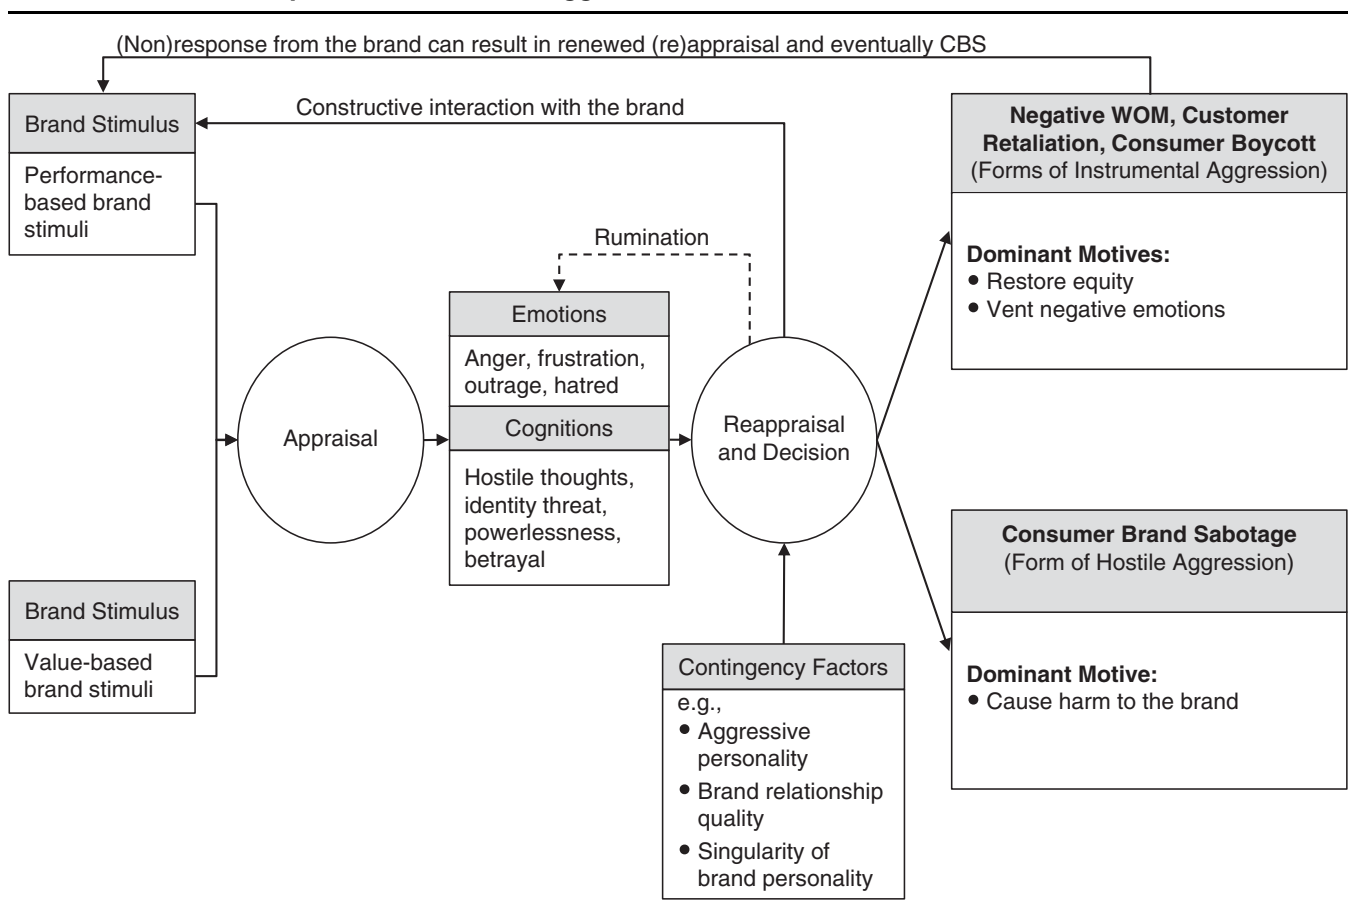 (Non)response from the brand can result in renewed (re)appraisal and eventually CBS
Constructive interaction with the brand
Brand Stimulus
Performance-
based brand
stimuli
Rumination
Emotions
Anger, frustration,
outrage, hatred
Cognitions
Hostile thoughts,
identity threat,
powerlessness,
betrayal
Appraisal
Reappraisal
and Decision
Brand Stimulus
Value-based
brand stimuli
Contingency Factors
e.g.,
● Aggressive
personality
● Brand relationship
quality
● Singularity of
brand personality
Negative WOM, Customer
Retaliation, Consumer Boycott
(Forms of Instrumental Aggression)
Dominant Motives:
● Restore equity
● Vent negative emotions
Consumer Brand Sabotage
(Form of Hostile Aggression)
Dominant Motive:
● Cause harm to the brand